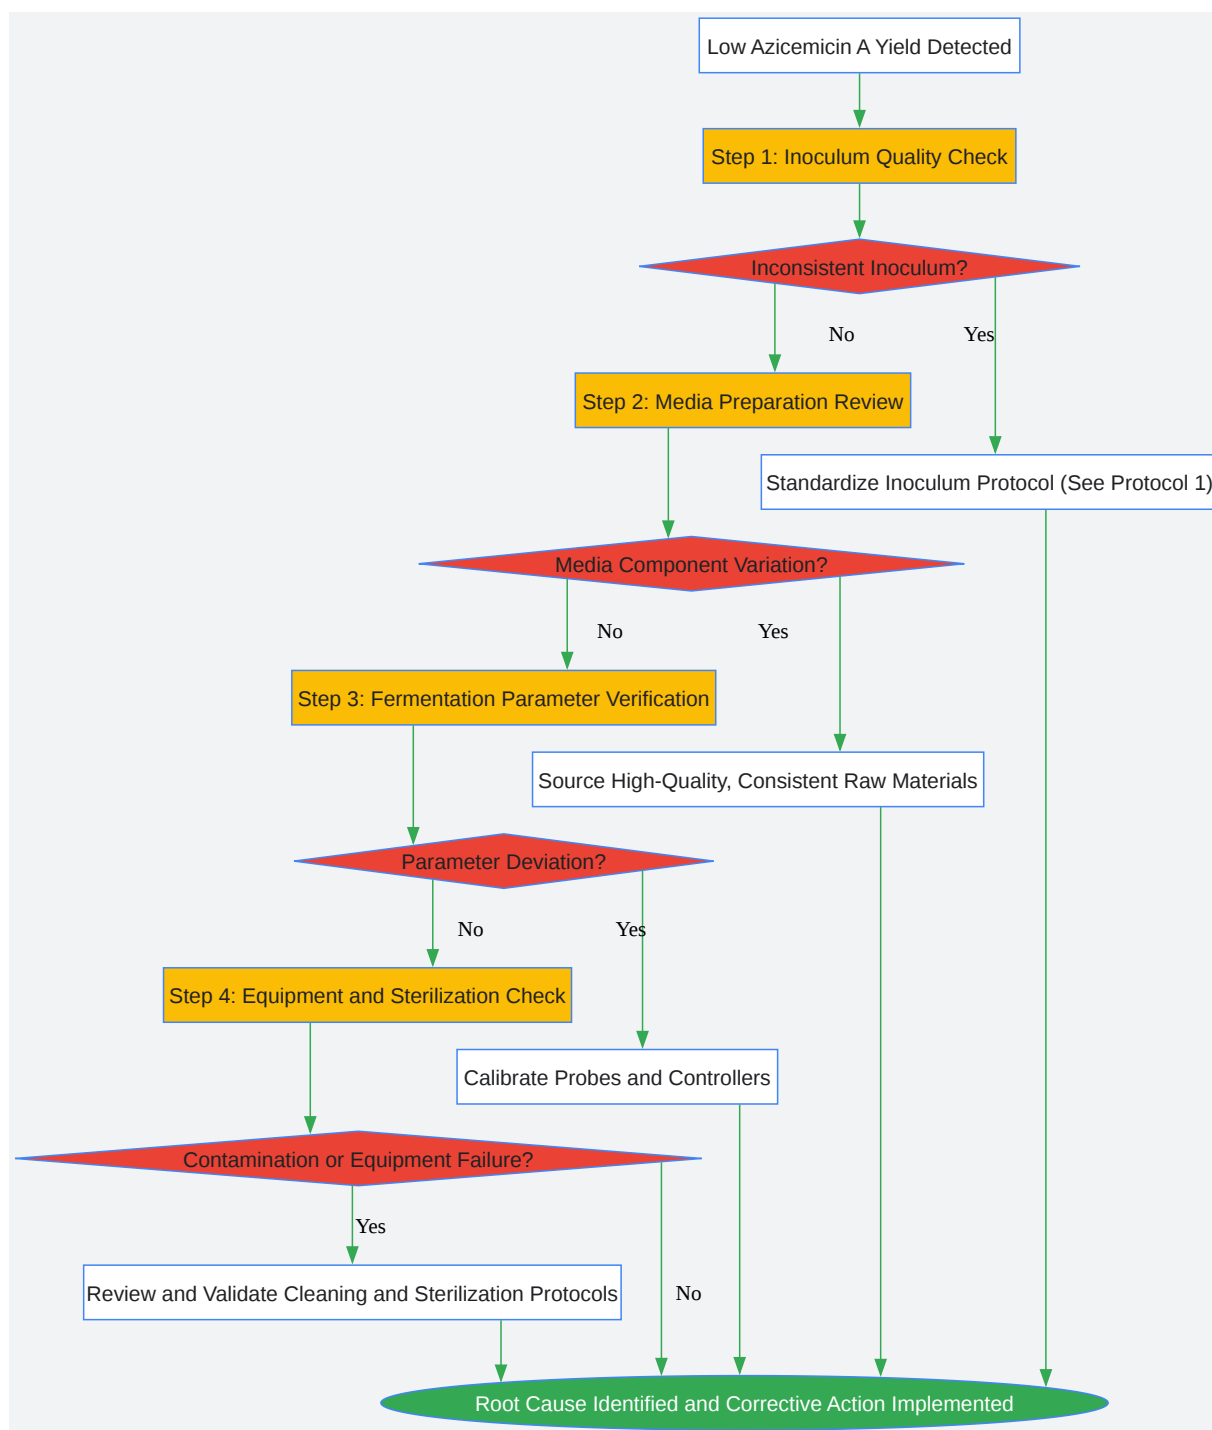 Low Azicemicin A Yield Detected
Step 1: Inoculum Quality Check
Inconsistent Inoculum?
No
Yes
Step 2: Media Preparation Review
Standardize Inoculum Protocol (See Protocol 1)
Media Component Variation?
No
Yes
Step 3: Fermentation Parameter Verification
Source High-Quality, Consistent Raw Materials
Parameter Deviation?
No
Yes
Step 4: Equipment and Sterilization Check
Calibrate Probes and Controllers
Contamination or Equipment Failure?
Yes
Review and Validate Cleaning and Sterilization Protocols
No
Root Cause Identified and Corrective Action Implemented